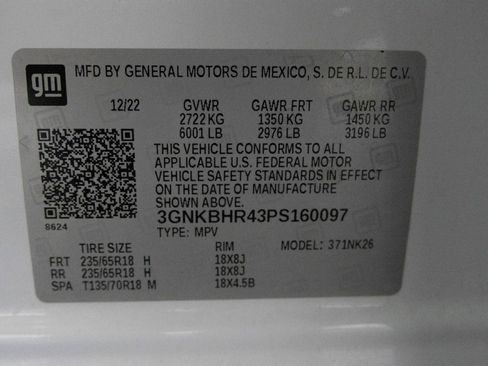 gm
MFD BY GENERAL MOTORS DE MEXICO, S. DE R.L. DE C.V.
12/22 GVWR GAWR FRT GAWR RR
2722 KG 1350 KG 1450 KG
6001 LB 2976 LB 3196 LB
THIS VEHICLE CONFORMS TO ALL
APPLICABLE U.S. FEDERAL MOTOR
VEHICLE SAFETY STANDARDS IN EFFECT
ON THE DATE OF MANUFACTURE
SHOWN ABOVE.
3GNKBHR43PS160097
8624
TYPE: MPV MODEL: 371NK26
TIRE SIZE RIM
FRT 235/65R18 H 18X8J
RR 235/65R18 H 18X8J
SPA T135/70R18 M 18X4.5B